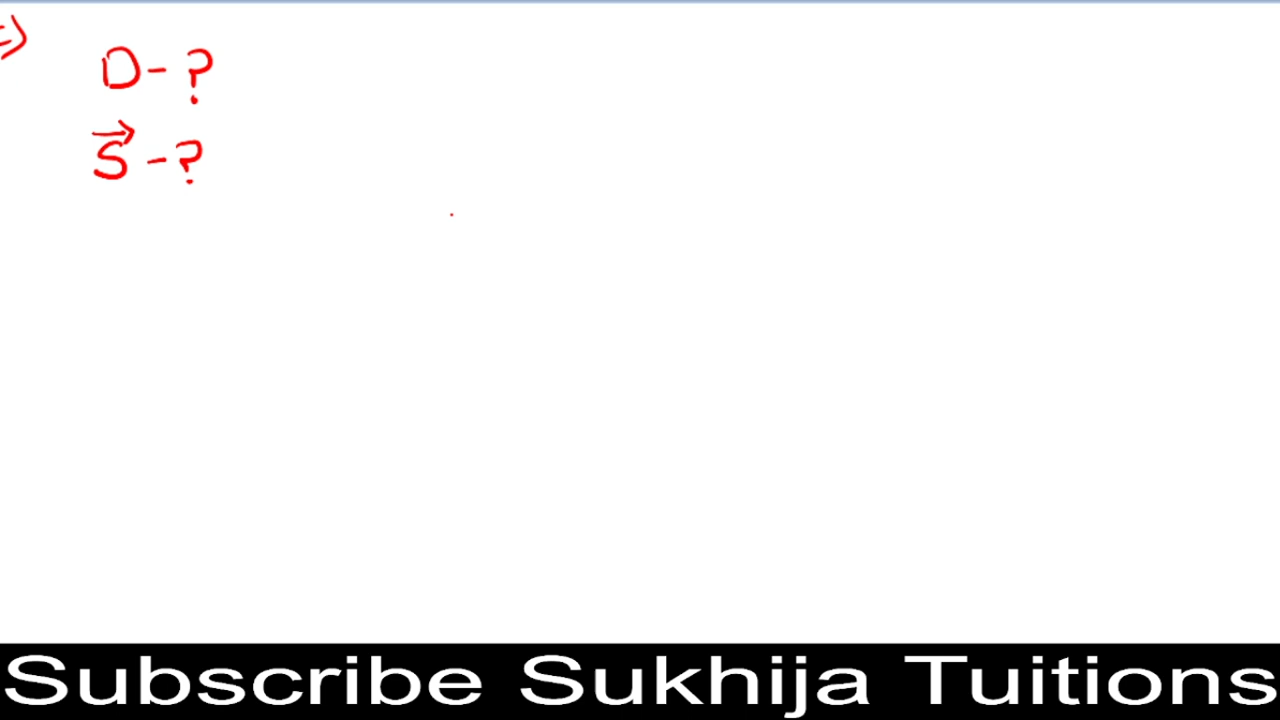 =)
D - ?
S⃗ - ?
Subscribe Sukhija Tuitions